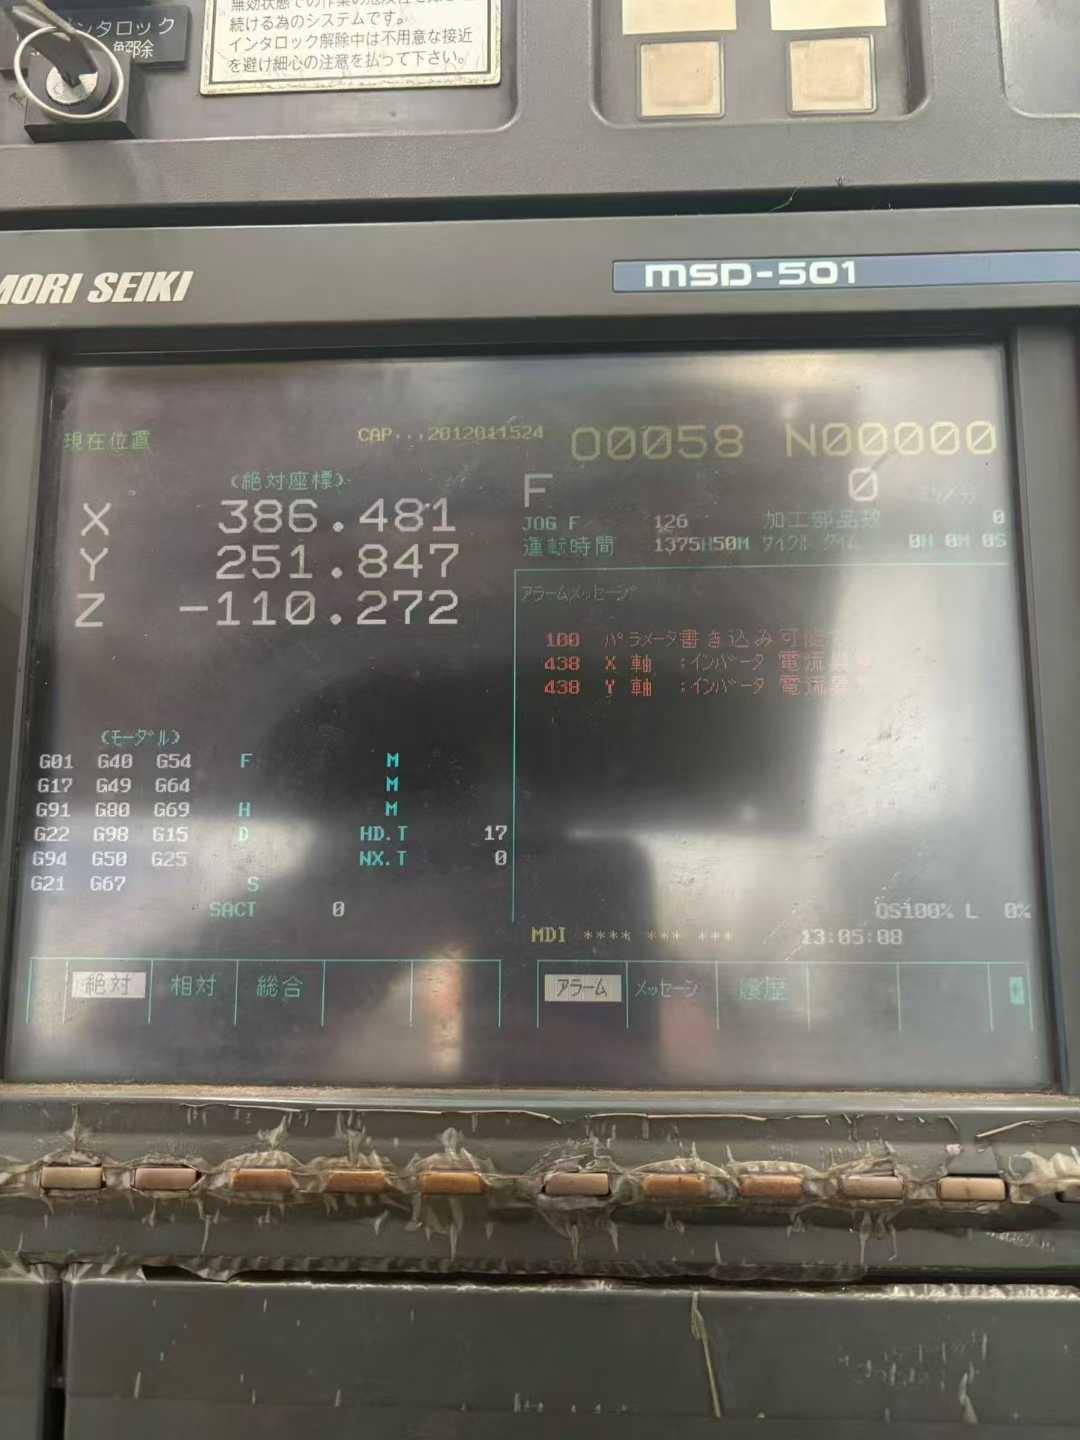 インタロック
解除
続ける為のシステムです。
インタロック解除中は不用意な接近
を避け細心の注意を払って下さい。
MORI SEIKI
MSD-501
現在位置
CAP...2012011524
O0058 N00000
(絶対座標)
X 386.481
Y 251.847
Z -110.272
F 0
JOG F 126 加工部品数 0
運転時間 1375H50M サイクルタイム 0H 0M 0S
アラームメッセージ
100 パラメータ書き込み可能
438 X 軸 :インバータ 電流異常
438 Y 軸 :インバータ 電流異常
(モーダル)
G01 G40 G54 F M
G17 G49 G64 M
G91 G80 G69 H M
G22 G98 G15 D HD.T 17
G94 G50 G25 NX.T 0
G21 G67 S
SACT 0
OS100% L 0%
MDI **** *** *** 13:05:08
絶対 相対 総合
アラーム メッセージ 履歴
+